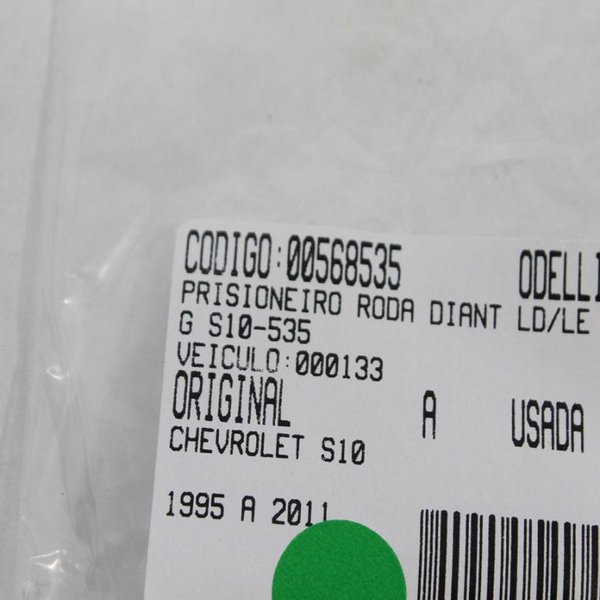 CODIGO:00568535 ODELLI
PRISIONEIRO RODA DIANT LD/LE
G S10-535
VEICULO:000133
ORIGINAL A USADA
CHEVROLET S10
1995 A 2011